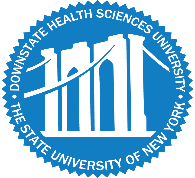 DOWNSTATE HEALTH SCIENCES UNIVERSITY
• THE STATE UNIVERSITY OF NEW YORK •